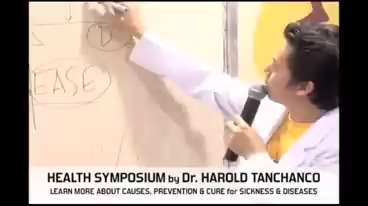 D
EASE
HEALTH SYMPOSIUM by Dr. HAROLD TANCHANCO
LEARN MORE ABOUT CAUSES, PREVENTION & CURE for SICKNESS & DISEASES